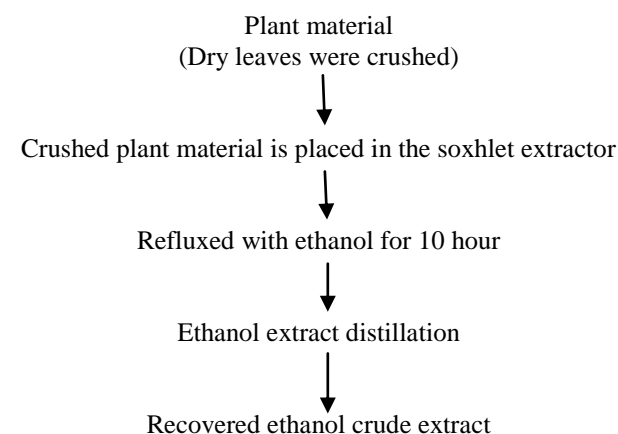 Plant material
(Dry leaves were crushed)
Crushed plant material is placed in the soxhlet extractor
Refluxed with ethanol for 10 hour
Ethanol extract distillation
Recovered ethanol crude extract